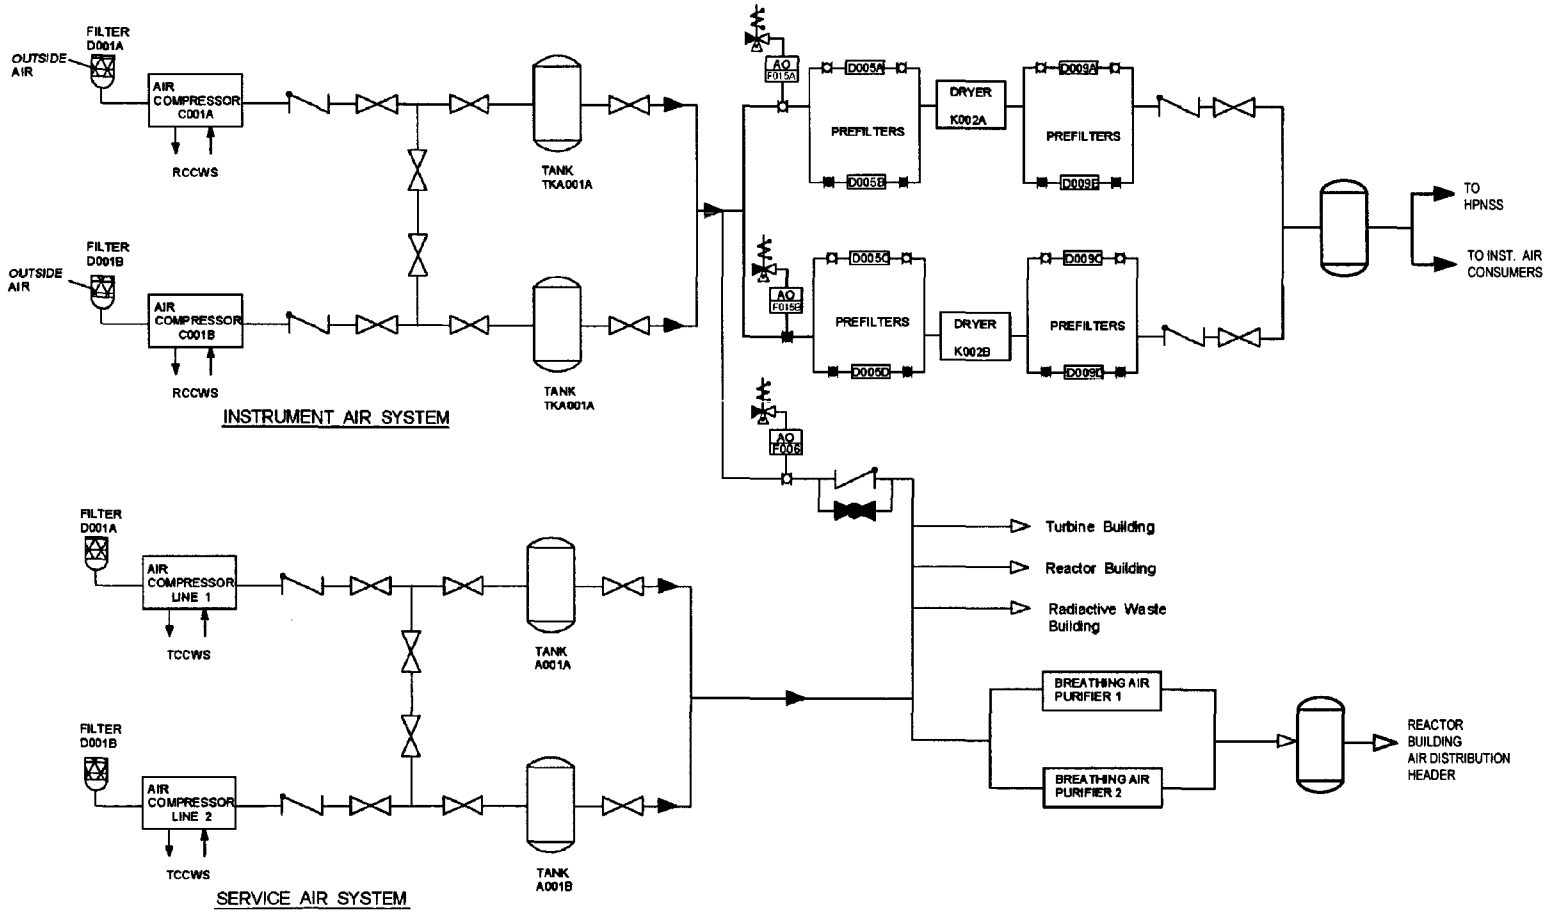 FILTER
D001A
OUTSIDE
AIR
AIR
COMPRESSOR
C001A
RCCWS
TANK
TKA001A
FILTER
D001B
OUTSIDE
AIR
AIR
COMPRESSOR
C001B
RCCWS
TANK
TKA001A
INSTRUMENT AIR SYSTEM
AO
F015A
D005A
PREFILTERS
D005B
DRYER
K002A
D009A
PREFILTERS
D009B
AO
F015B
D005C
PREFILTERS
D005D
DRYER
K002B
D009C
PREFILTERS
D009D
TO
HPNSS
TO INST. AIR
CONSUMERS
AO
F006
FILTER
D001A
AIR
COMPRESSOR
LINE 1
TCCWS
TANK
A001A
FILTER
D001B
AIR
COMPRESSOR
LINE 2
TCCWS
TANK
A001B
SERVICE AIR SYSTEM
Turbine Building
Reactor Building
Radiactive Waste
Building
BREATHING AIR
PURIFIER 1
BREATHING AIR
PURIFIER 2
REACTOR
BUILDING
AIR DISTRIBUTION
HEADER